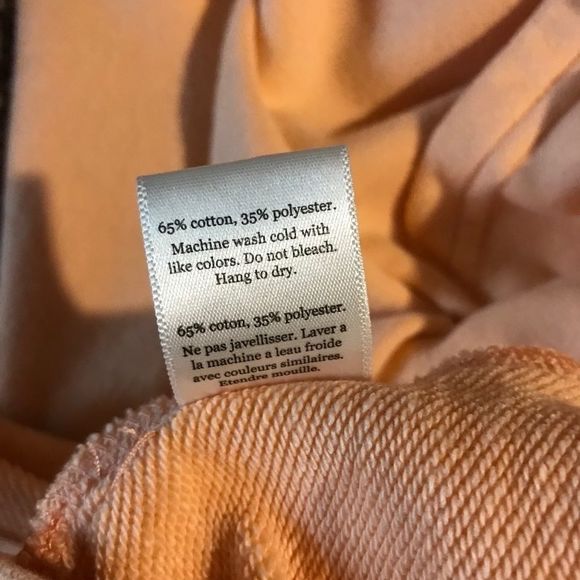 65% cotton, 35% polyester.
Machine wash cold with
like colors. Do not bleach.
Hang to dry.
65% coton, 35% polyester.
Ne pas javellisser. Laver a
la machine a leau froide
avec couleurs similaires.
Etendre mouille.